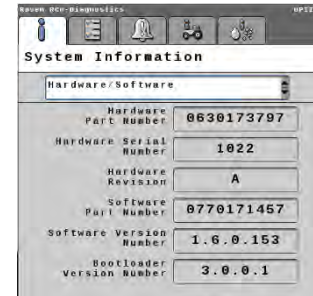 Raven ECU-Diagnostics
System Information
Hardware/Software
Hardware
Part Number
0630173797
Hardware Serial
Number
1022
Hardware
Revision
A
Software
Part Number
0770171457
Software Version
Number
1.6.0.153
Bootloader
Version Number
3.0.0.1